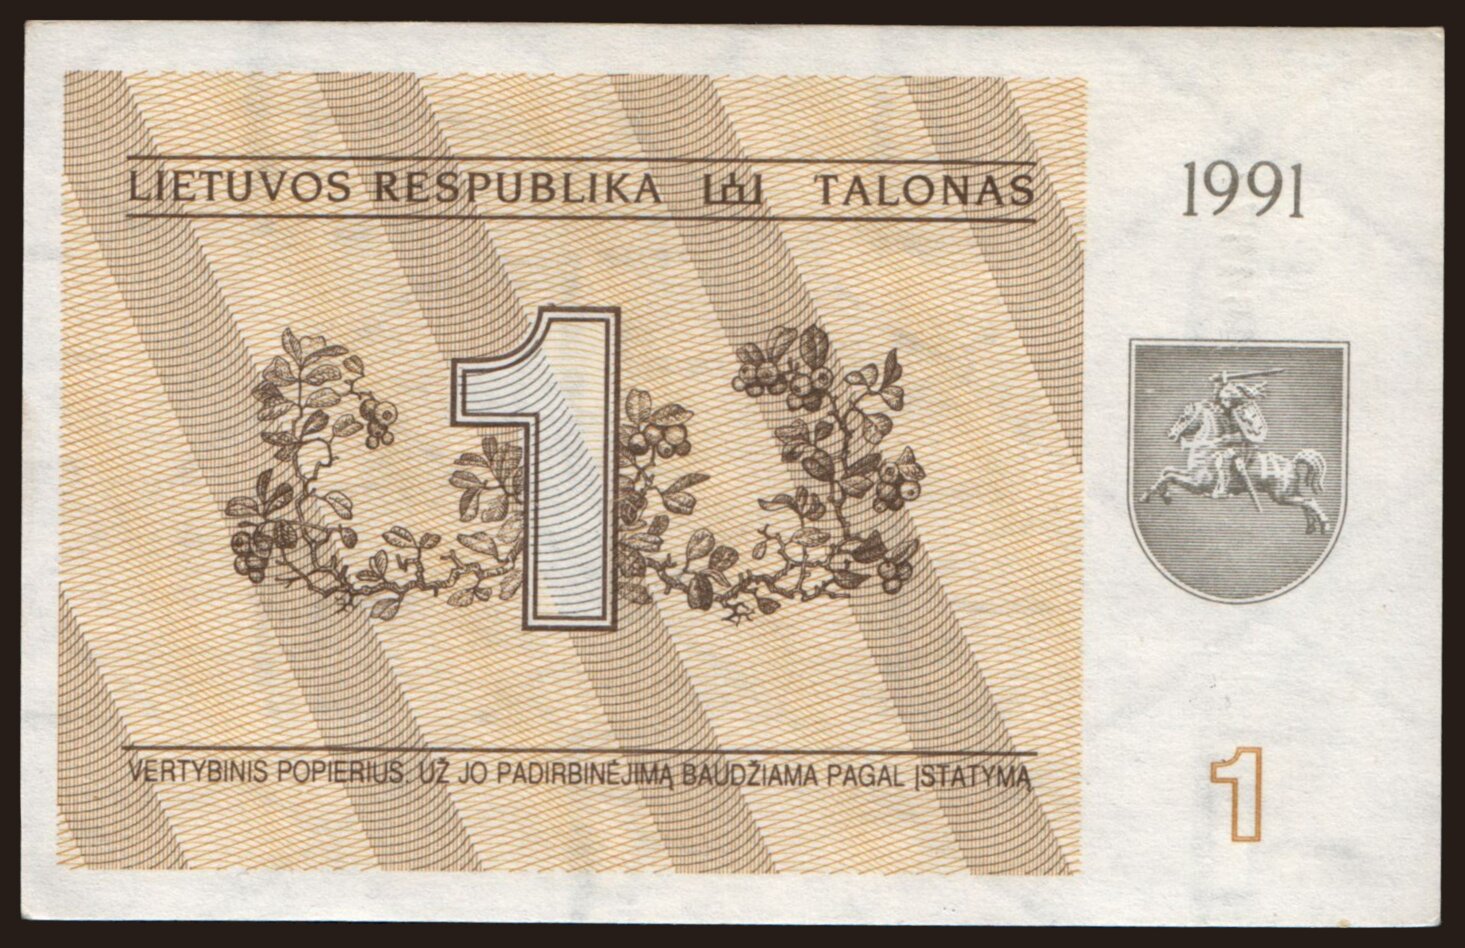 LIETUVOS RESPUBLIKA TALONAS
1991
1
VERTYBINIS POPIERIUS. UŽ JO PADIRBINĖJIMĄ BAUDŽIAMA PAGAL ĮSTATYMĄ
1